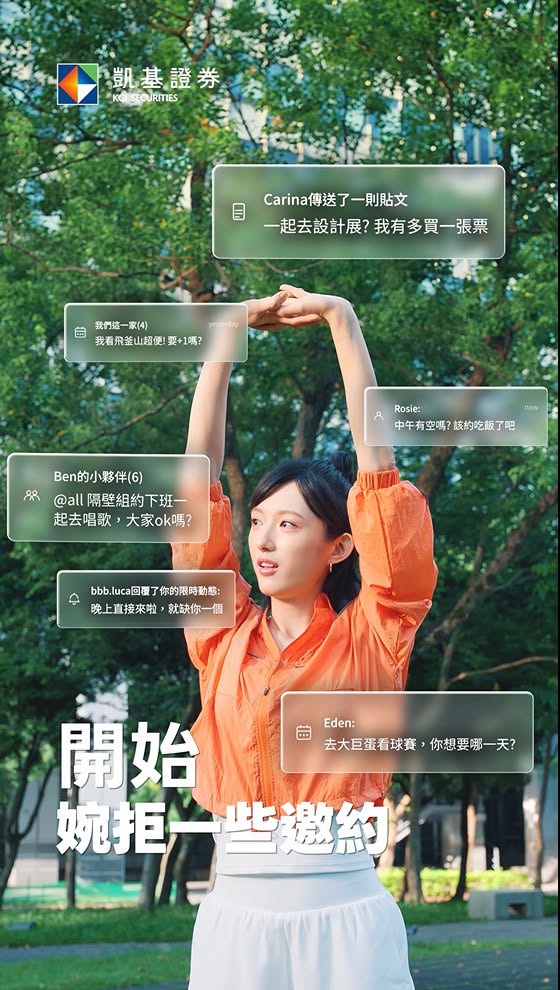 凱基證券
KGI SECURITIES
Carina傳送了一則貼文
一起去設計展? 我有多買一張票
我們這一家(4)
yesterday
我看飛釜山超便! 要+1嗎?
Rosie:
now
中午有空嗎? 該約吃飯了吧
Ben的小夥伴(6)
@all 隔壁組約下班一
起去唱歌，大家ok嗎?
bbb.luca回覆了你的限時動態:
晚上直接來啦，就缺你一個
Eden:
去大巨蛋看球賽，你想要哪一天?
開始
婉拒一些邀約